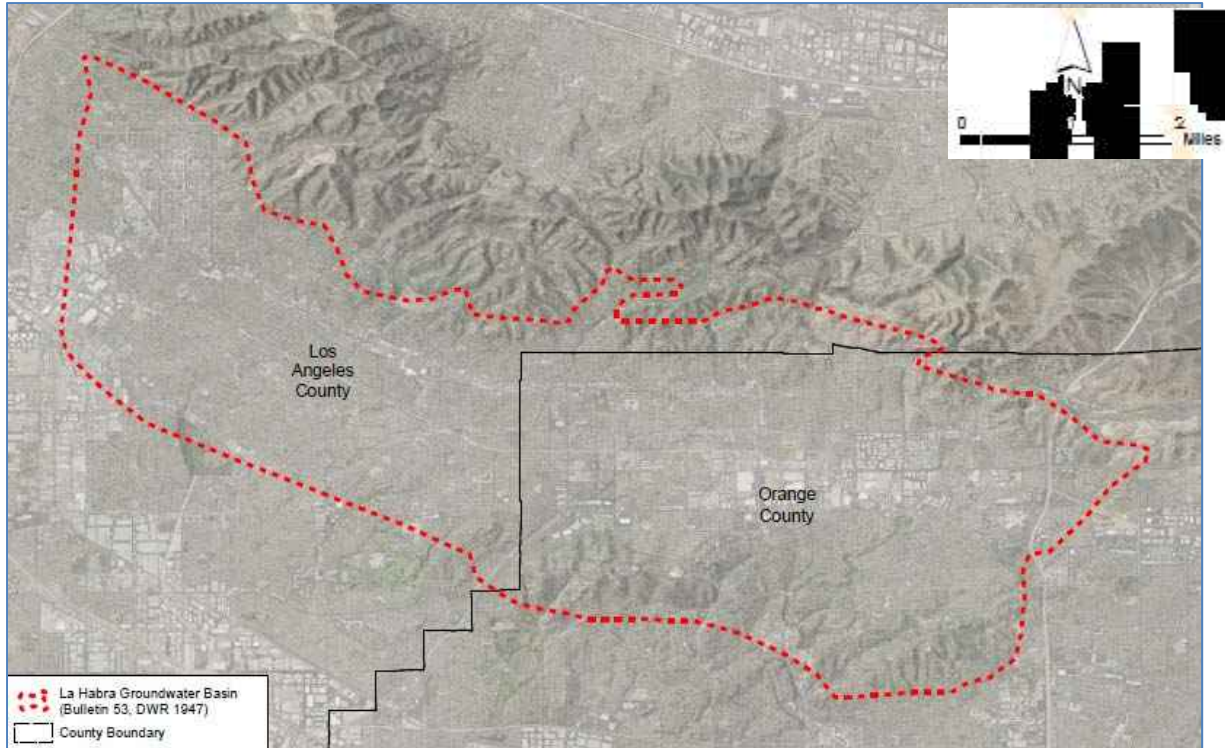 N
0 1 2
Miles
Los
Angeles
County
Orange
County
La Habra Groundwater Basin
(Bulletin 53, DWR 1947)
County Boundary